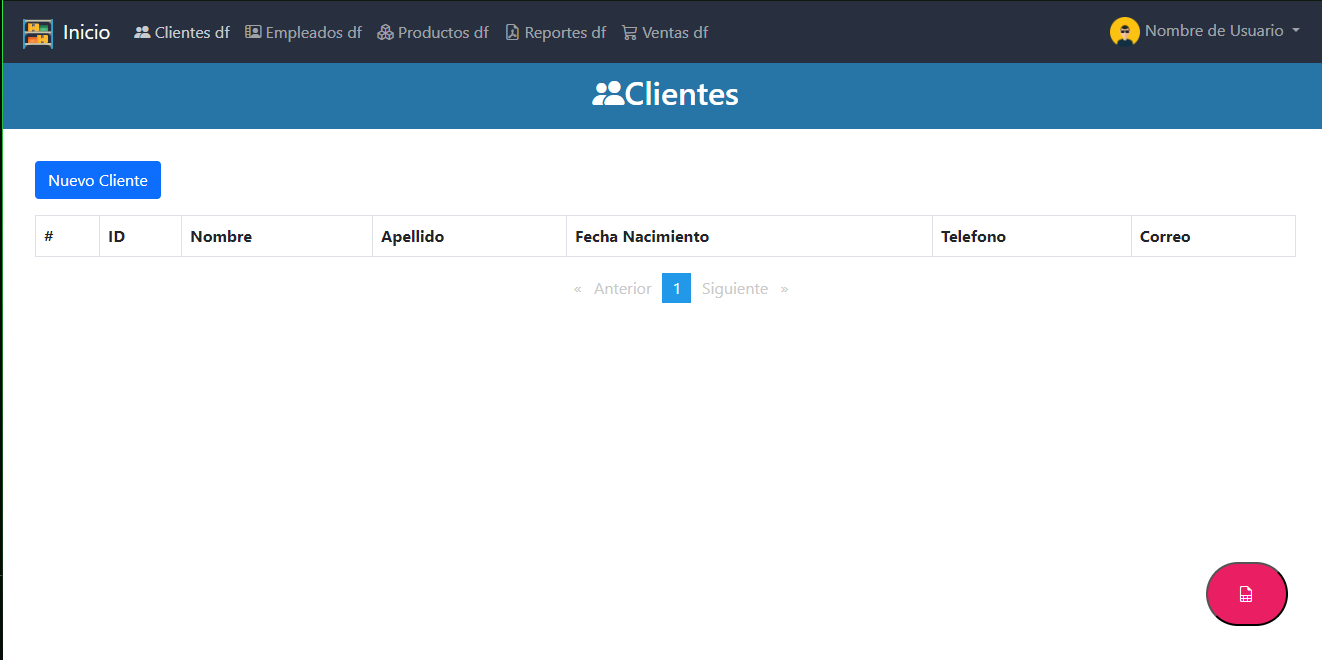 Inicio Clientes df Empleados df Productos df Reportes df Ventas df Nombre de Usuario
Clientes
Nuevo Cliente
# ID Nombre Apellido Fecha Nacimiento Telefono Correo
« Anterior 1 Siguiente »